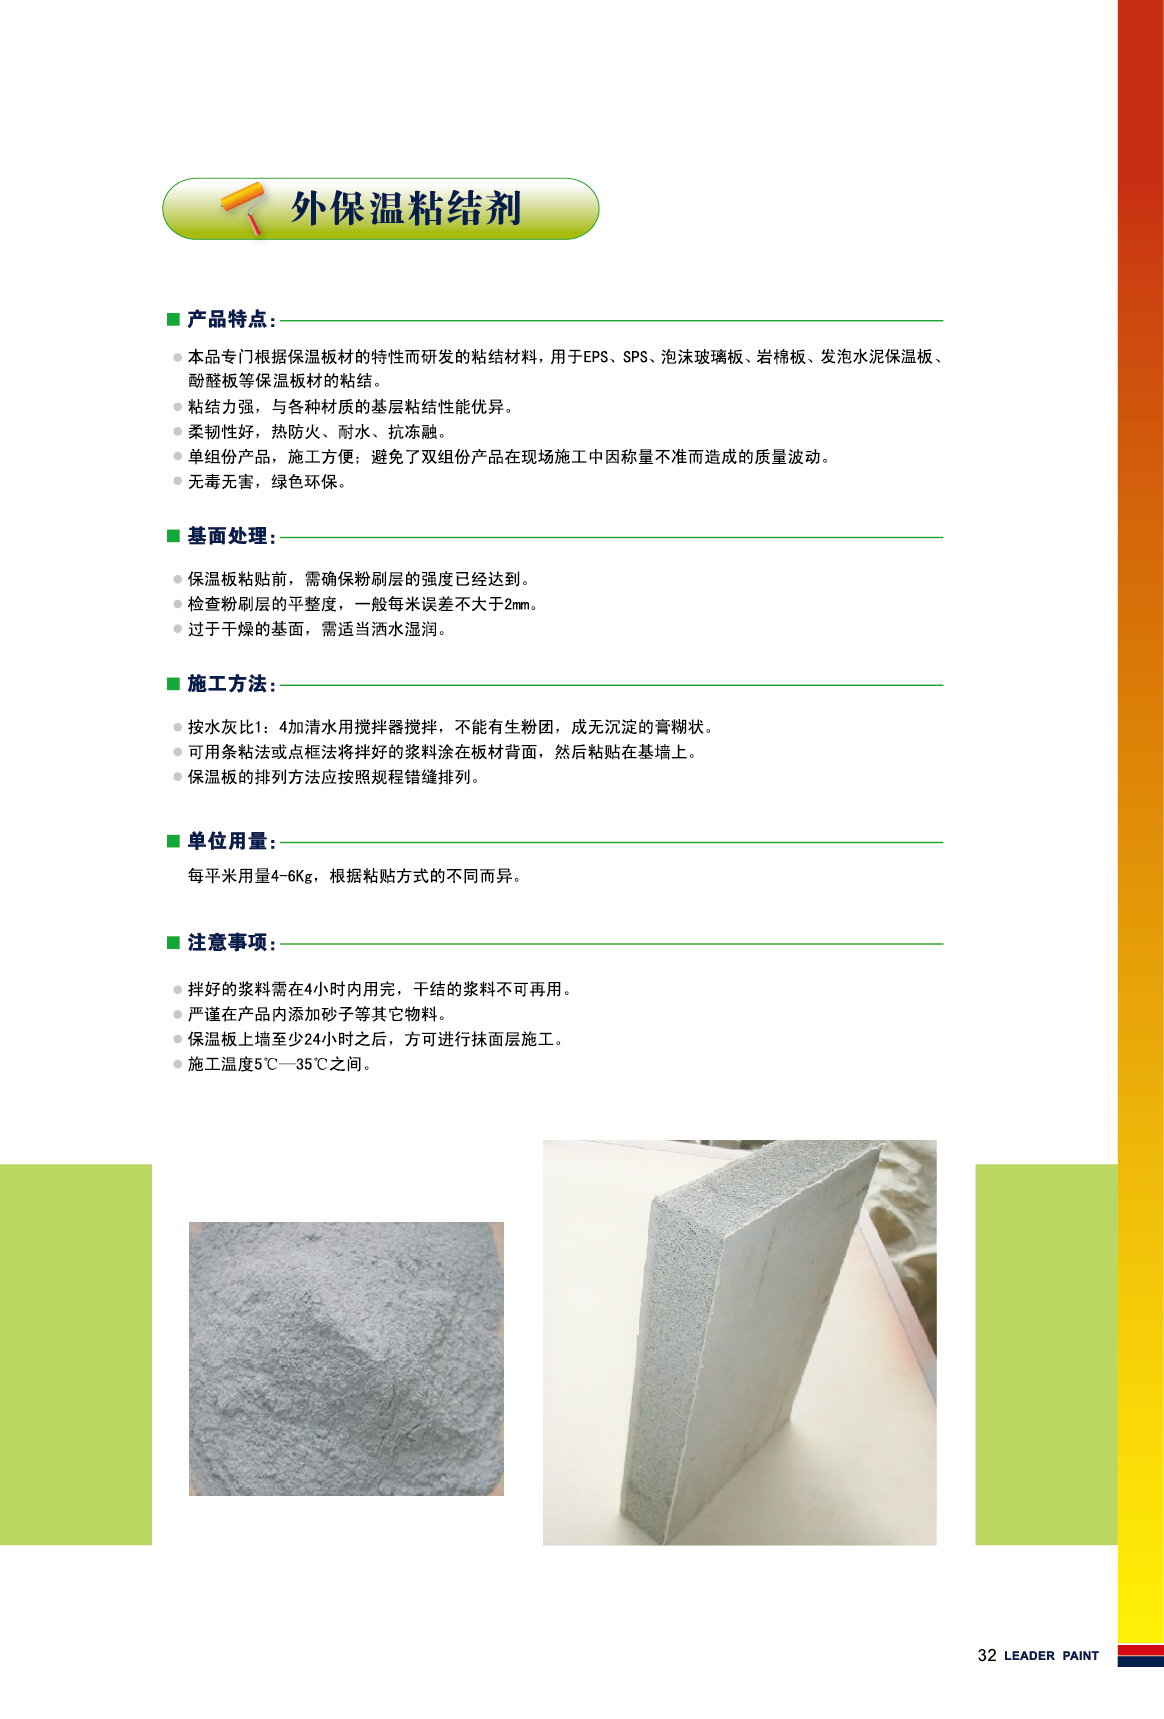 外保温粘结剂
产品特点：
本品专门根据保温板材的特性而研发的粘结材料，用于EPS、SPS、泡沫玻璃板、岩棉板、发泡水泥保温板、
酚醛板等保温板材的粘结。
粘结力强，与各种材质的基层粘结性能优异。
柔韧性好，热防火、耐水、抗冻融。
单组份产品，施工方便；避免了双组份产品在现场施工中因称量不准而造成的质量波动。
无毒无害，绿色环保。
基面处理：
保温板粘贴前，需确保粉刷层的强度已经达到。
检查粉刷层的平整度，一般每米误差不大于2mm。
过于干燥的基面，需适当洒水湿润。
施工方法：
按水灰比1：4加清水用搅拌器搅拌，不能有生粉团，成无沉淀的膏糊状。
可用条粘法或点框法将拌好的浆料涂在板材背面，然后粘贴在基墙上。
保温板的排列方法应按照规程错缝排列。
单位用量：
每平米用量4-6Kg，根据粘贴方式的不同而异。
注意事项：
拌好的浆料需在4小时内用完，干结的浆料不可再用。
严谨在产品内添加砂子等其它物料。
保温板上墙至少24小时之后，方可进行抹面层施工。
施工温度5℃—35℃之间。
32 LEADER PAINT